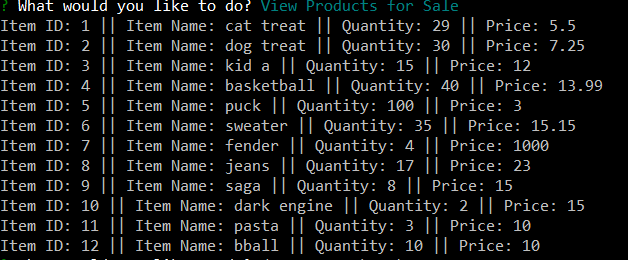 ? What would you like to do? View Products for Sale
Item ID: 1 || Item Name: cat treat || Quantity: 29 || Price: 5.5
Item ID: 2 || Item Name: dog treat || Quantity: 30 || Price: 7.25
Item ID: 3 || Item Name: kid a || Quantity: 15 || Price: 12
Item ID: 4 || Item Name: basketball || Quantity: 40 || Price: 13.99
Item ID: 5 || Item Name: puck || Quantity: 100 || Price: 3
Item ID: 6 || Item Name: sweater || Quantity: 35 || Price: 15.15
Item ID: 7 || Item Name: fender || Quantity: 4 || Price: 1000
Item ID: 8 || Item Name: jeans || Quantity: 17 || Price: 23
Item ID: 9 || Item Name: saga || Quantity: 8 || Price: 15
Item ID: 10 || Item Name: dark engine || Quantity: 2 || Price: 15
Item ID: 11 || Item Name: pasta || Quantity: 3 || Price: 10
Item ID: 12 || Item Name: bball || Quantity: 10 || Price: 10